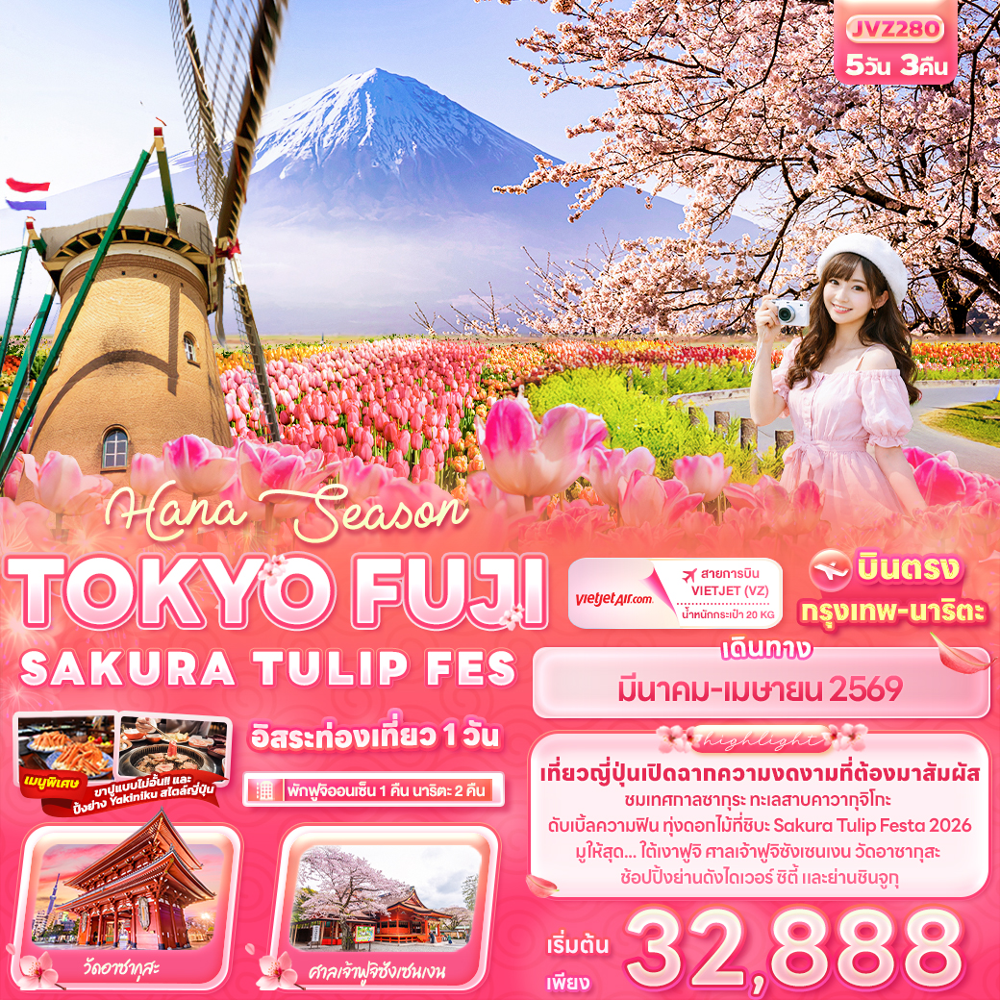 JVZ280
5วัน 3คืน
Hana Season
TOKYO FUJI
SAKURA TULIP FES
vietjetAir.com
สายการบิน
VIETJET (VZ)
น้ำหนักกระเป๋า 20 KG
บินตรง
กรุงเทพ-นาริตะ
เดินทาง
มีนาคม-เมษายน 2569
เมนูพิเศษ
ขาปูแบบไม่อั้น!! และ
ปิ้งย่าง Yakiniku สไตล์ญี่ปุ่น
อิสระท่องเที่ยว 1 วัน
พักฟูจิออนเซ็น 1 คืน นาริตะ 2 คืน
highlight
เที่ยวญี่ปุ่นเปิดฉากความงดงามที่ต้องมาสัมผัส
ชมเทศกาลซากุระ ทะเลสาบคาวากุจิโกะ
ดับเบิ้ลความฟิน ทุ่งดอกไม้ที่ชิบะ Sakura Tulip Festa 2026
มูให้สุด... ใต้เงาฟูจิ ศาลเจ้าฟูจิซังเซนเงน วัดอาซากุสะ
ช้อปปิ้งย่านดังไดเวอร์ ซิตี้ และย่านชินจูกุ
วัดอาซากุสะ
ศาลเจ้าฟูจิซังเซนเงน
เริ่มต้น
เพียง
32,888